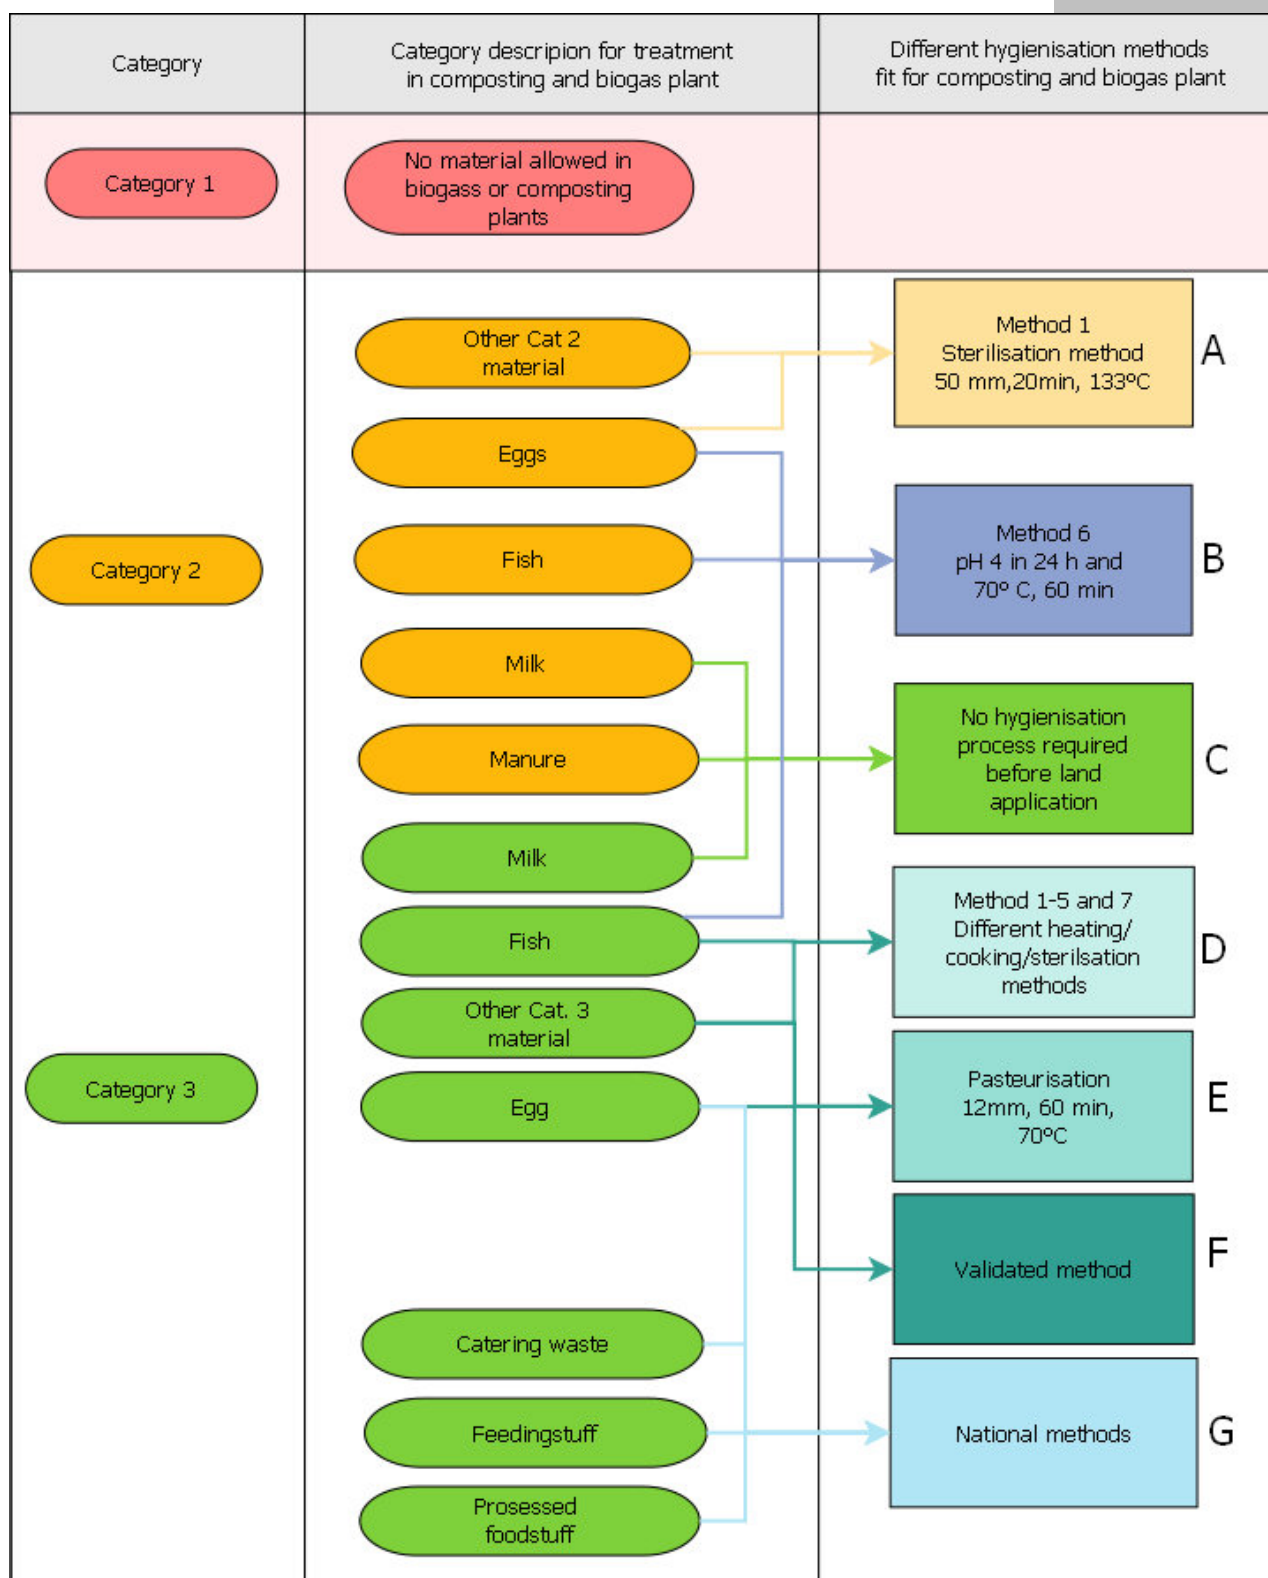 Category
Category descripion for treatment
in composting and biogas plant
Different hygienisation methods
fit for composting and biogas plant
Category 1
No material allowed in
biogass or composting
plants
Other Cat 2
material
Method 1
Sterilisation method
50 mm,20min, 133ºC
A
Eggs
Category 2
Fish
Method 6
pH 4 in 24 h and
70º C, 60 min
B
Milk
Manure
No hygienisation
process required
before land
application
C
Milk
Fish
Method 1-5 and 7
Different heating/
cooking/sterilsation
methods
D
Other Cat. 3
material
Category 3
Egg
Pasteurisation
12mm, 60 min,
70ºC
E
Validated method
F
Catering waste
Feedingstuff
National methods
G
Prosessed
foodstuff